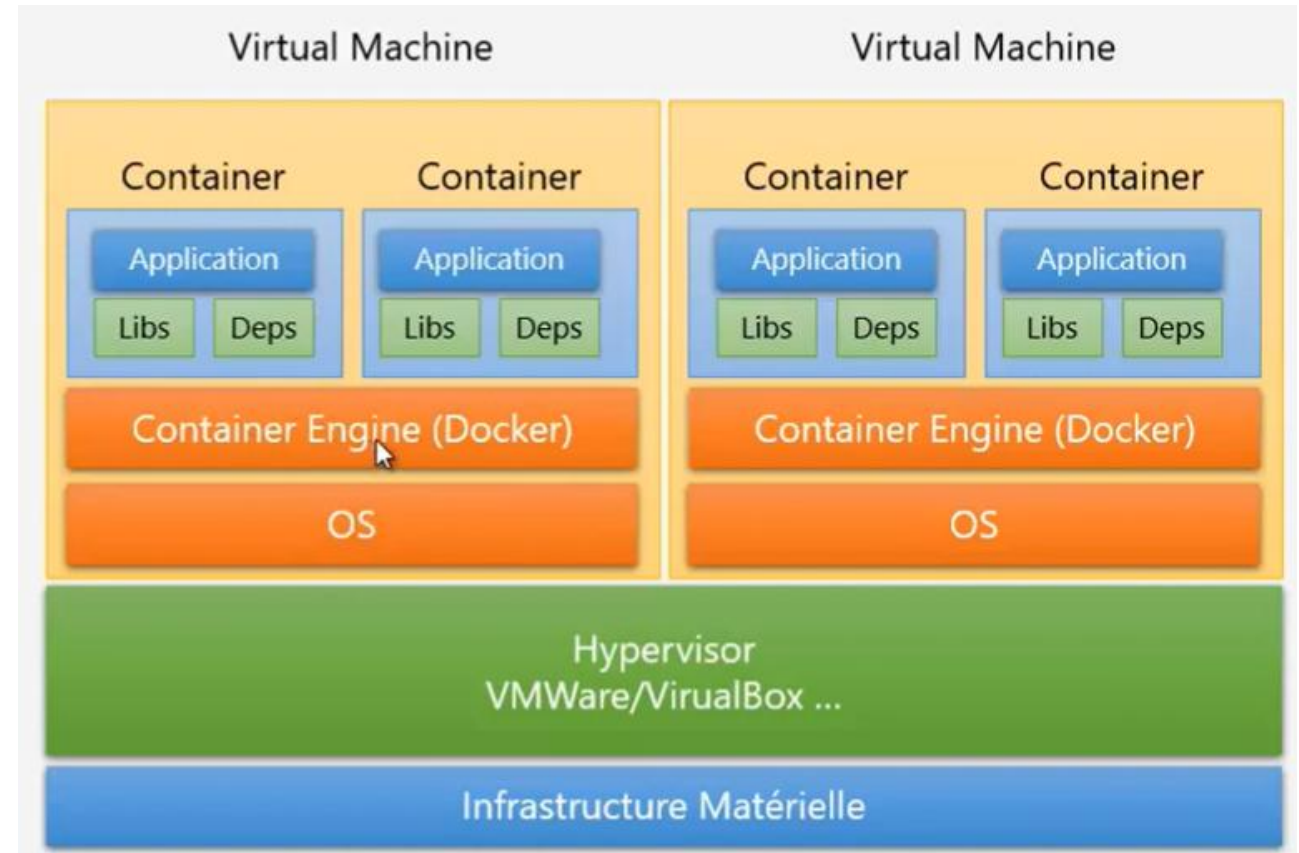 Virtual Machine
Virtual Machine
Container
Container
Container
Container
Application
Application
Application
Application
Libs
Deps
Libs
Deps
Libs
Deps
Libs
Deps
Container Engine (Docker)
Container Engine (Docker)
OS
OS
Hypervisor
VMWare/VirualBox ...
Infrastructure Matérielle